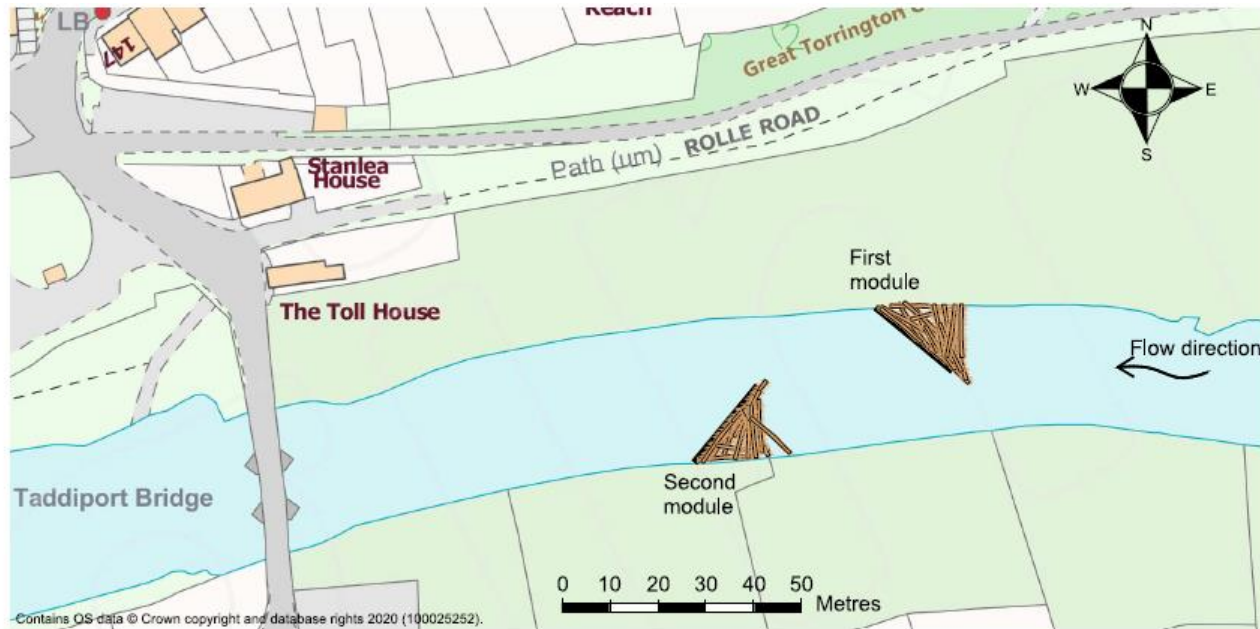 Reach
LB
147
Great Torrington C
N
W
E
S
ROLLE ROAD
Path (um)
Stanlea
House
The Toll House
First
module
Flow direction
Second
module
Taddiport Bridge
0 10 20 30 40 50
Metres
Contains OS data © Crown copyright and database rights 2020 (100025252).